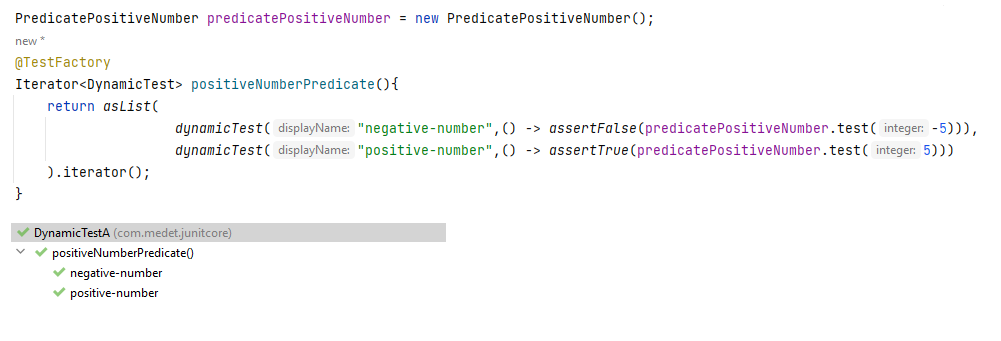 PredicatePositiveNumber predicatePositiveNumber = new PredicatePositiveNumber();
new *
@TestFactory
Iterator<DynamicTest> positiveNumberPredicate(){
return asList(
dynamicTest( displayName: "negative-number",() -> assertFalse(predicatePositiveNumber.test( integer: -5))),
dynamicTest( displayName: "positive-number",() -> assertTrue(predicatePositiveNumber.test( integer: 5)))
).iterator();
}
DynamicTestA (com.medet.junitcore)
positiveNumberPredicate()
negative-number
positive-number